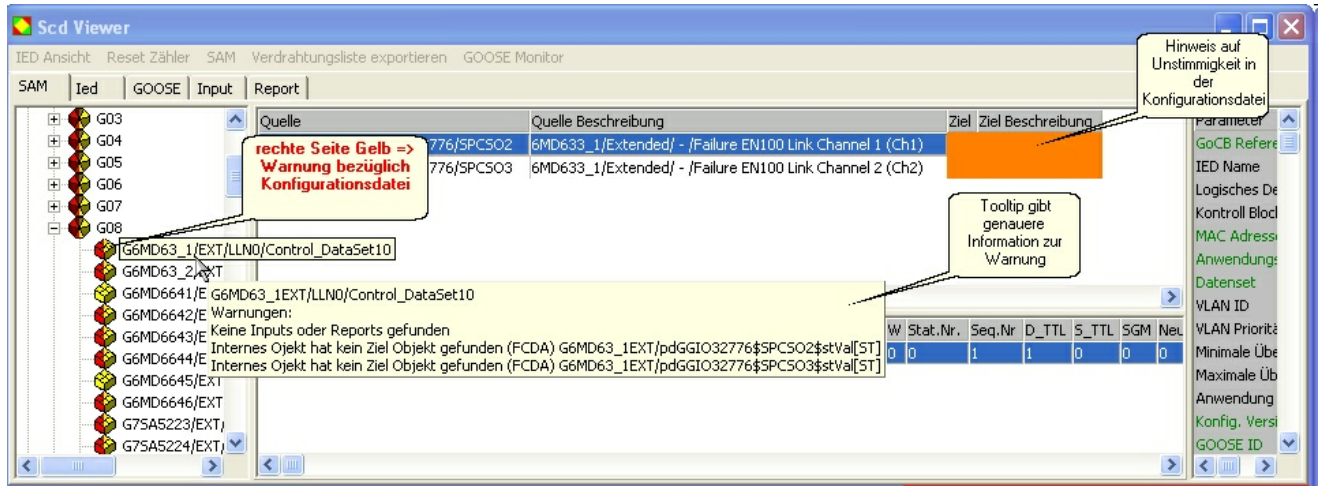 Scd Viewer
IED Ansicht Reset Zähler SAM Verdrahtungsliste exportieren GOOSE Monitor
SAM Ied GOOSE Input Report
Hinweis auf
Unstimmigkeit in
der
Konfigurationsdatei
G03
G04
G05
G06
G07
G08
G6MD63_1/EXT/LLN0/Control_DataSet10
G6MD63_2/EXT
G6MD6641/E
G6MD6642/E
G6MD6643/E
G6MD6644/E
G6MD6645/EXT
G6MD6646/EXT
G7SA5223/EXT/
G7SA5224/EXT/
rechte Seite Gelb =>
Warnung bezüglich
Konfigurationsdatei
Quelle Quelle Beschreibung Ziel Ziel Beschreibung
776/SPCSO2 6MD633_1/Extended/ - /Failure EN100 Link Channel 1 (Ch1)
776/SPCSO3 6MD633_1/Extended/ - /Failure EN100 Link Channel 2 (Ch2)
Tooltip gibt
genauere
Information zur
Warnung
G6MD63_1EXT/LLN0/Control_DataSet10
Warnungen:
Keine Inputs oder Reports gefunden
Internes Ojekt hat kein Ziel Objekt gefunden (FCDA) G6MD63_1EXT/pdGGIO32776$SPCSO2$stVal[ST]
Internes Ojekt hat kein Ziel Objekt gefunden (FCDA) G6MD63_1EXT/pdGGIO32776$SPCSO3$stVal[ST]
W Stat.Nr. Seq.Nr D_TTL S_TTL SGM Neu
0 0 1 1 0 0 0
Parameter
GoCB Refere
IED Name
Logisches De
Kontroll Block
MAC Adresse
Anwendungs
Datenset
VLAN ID
VLAN Priorität
Minimale Übe
Maximale Üb
Anwendung
Konfig. Versi
GOOSE ID